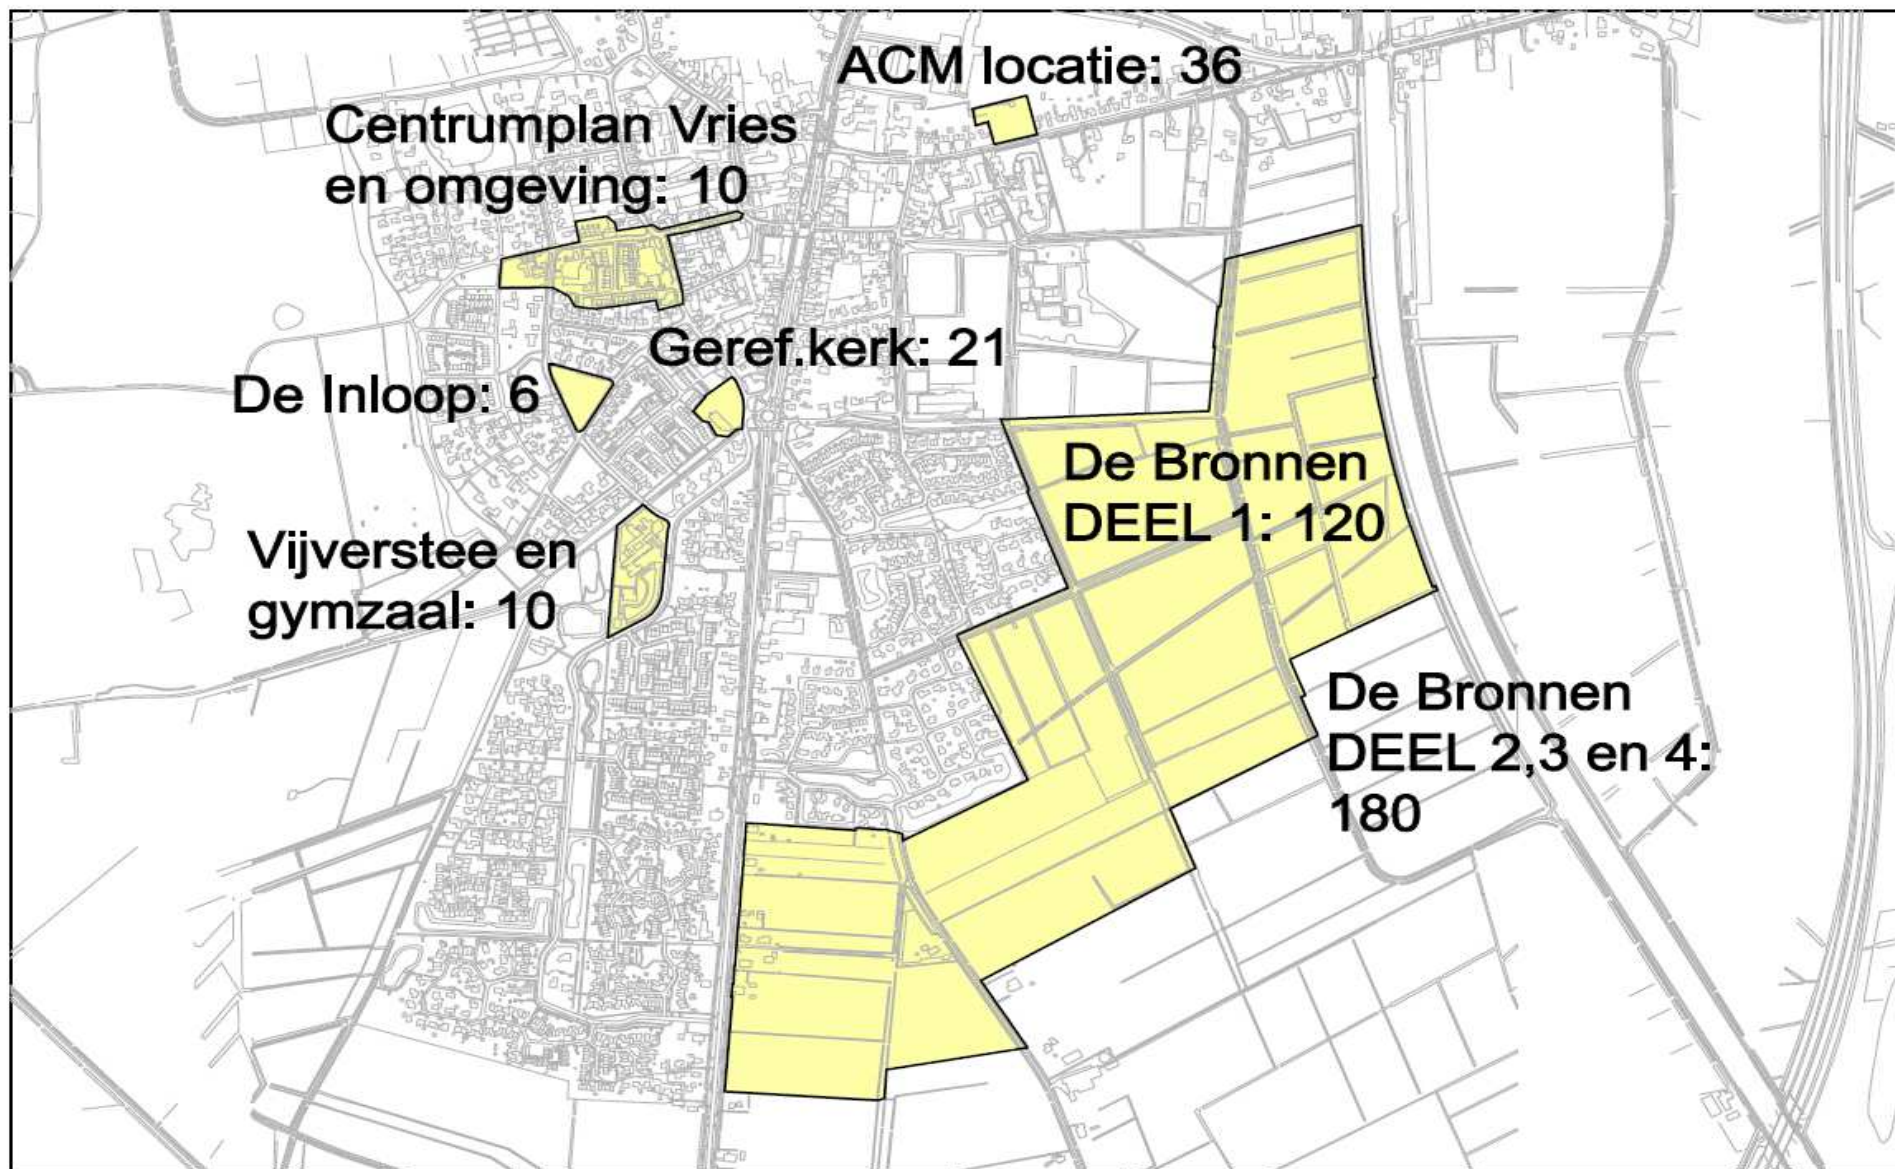 ACM locatie: 36
Centrumplan Vries
en omgeving: 10
Geref.kerk: 21
De Inloop: 6
De Bronnen
DEEL 1: 120
Vijverstee en
gymzaal: 10
De Bronnen
DEEL 2,3 en 4:
180